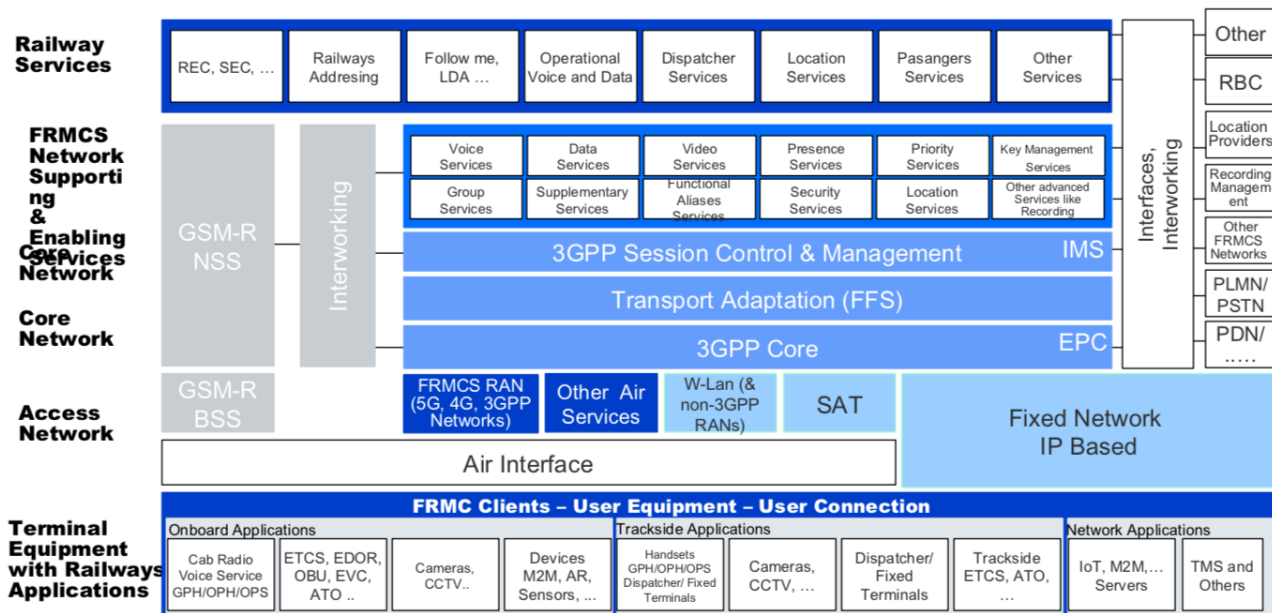 Railway
Services
REC, SEC, …
Railways
Addresing
Follow me,
LDA …
Operational
Voice and Data
Dispatcher
Services
Location
Services
Pasangers
Services
Other
Services
FRMCS
Network
Supporti
ng
&
Enabling
Services
GSM-R
NSS
Interworking
Voice
Services
Data
Services
Video
Services
Presence
Services
Priority
Services
Key Management
Services
Group
Services
Supplementary
Services
Functional
Aliases
Services
Security
Services
Location
Services
Other advanced
Services like
Recording
Core
Network
3GPP Session Control & Management
IMS
Transport Adaptation (FFS)
Core
Network
3GPP Core
EPC
Interfaces,
Interworking
Other
RBC
Location
Providers
Recording
Managem
ent
Other
FRMCS
Networks
PLMN/
PSTN
PDN/
.. ...
Access
Network
GSM-R
BSS
FRMCS RAN
(5G, 4G, 3GPP
Networks)
Other Air
Services
W-Lan (&
non-3GPP
RANs)
SAT
Fixed Network
IP Based
Air Interface
Terminal
Equipment
with Railways
Applications
FRMC Clients – User Equipment – User Connection
Onboard Applications
Cab Radio
Voice Service
GPH/OPH/OPS
ETCS, EDOR,
OBU, EVC,
ATO ..
Cameras,
CCTV..
Devices
M2M, AR,
Sensors, ...
Trackside Applications
Handsets
GPH/OPH/OPS
Dispatcher/ Fixed
Terminals
Cameras,
CCTV, …
Dispatcher/
Fixed
Terminals
Trackside
ETCS, ATO,
…
Network Applications
IoT, M2M,…
Servers
TMS and
Others